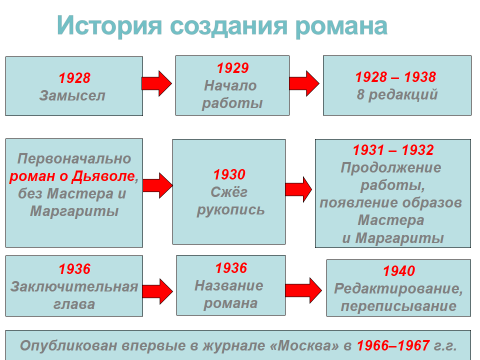 История создания романа
1928
Замысел
1929
Начало
работы
1928 – 1938
8 редакций
Первоначально
роман о Дьяволе,
без Мастера и
Маргариты
1930
Сжёг
рукопись
1931 – 1932
Продолжение
работы,
появление образов
Мастера
и Маргариты
1936
Заключительная
глава
1936
Название
романа
1940
Редактирование,
переписывание
Опубликован впервые в журнале «Москва» в 1966–1967 г.г.